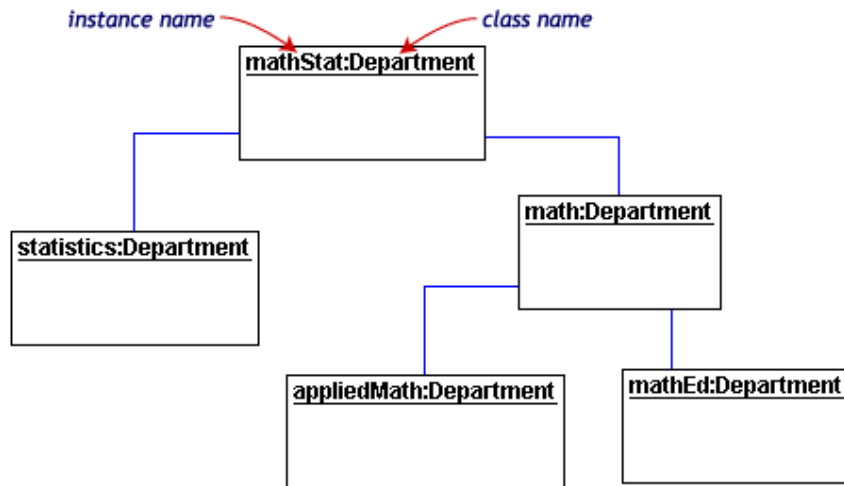 instance name
class name
mathStat:Department
math:Department
statistics:Department
appliedMath:Department
mathEd:Department